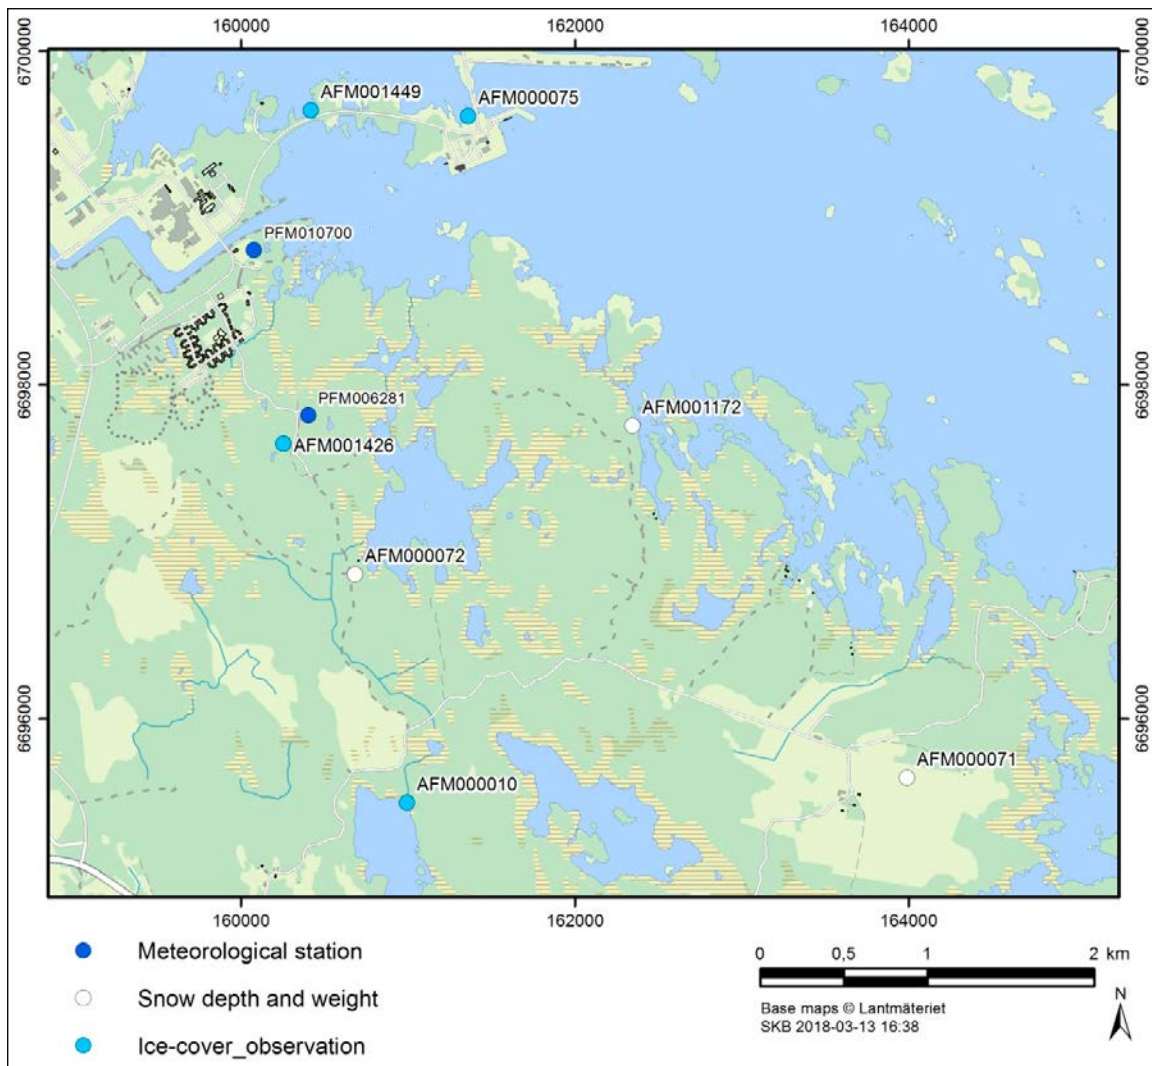 160000
162000
164000
6700000
6700000
AFM001449
AFM000075
PFM010700
6698000
6698000
PFM006281
AFM001172
AFM001426
AFM000072
6696000
6696000
AFM000071
AFM000010
160000
162000
164000
Meteorological station
Snow depth and weight
Ice-cover_observation
0 0,5 1 2 km
Base maps © Lantmäteriet
SKB 2018-03-13 16:38
N